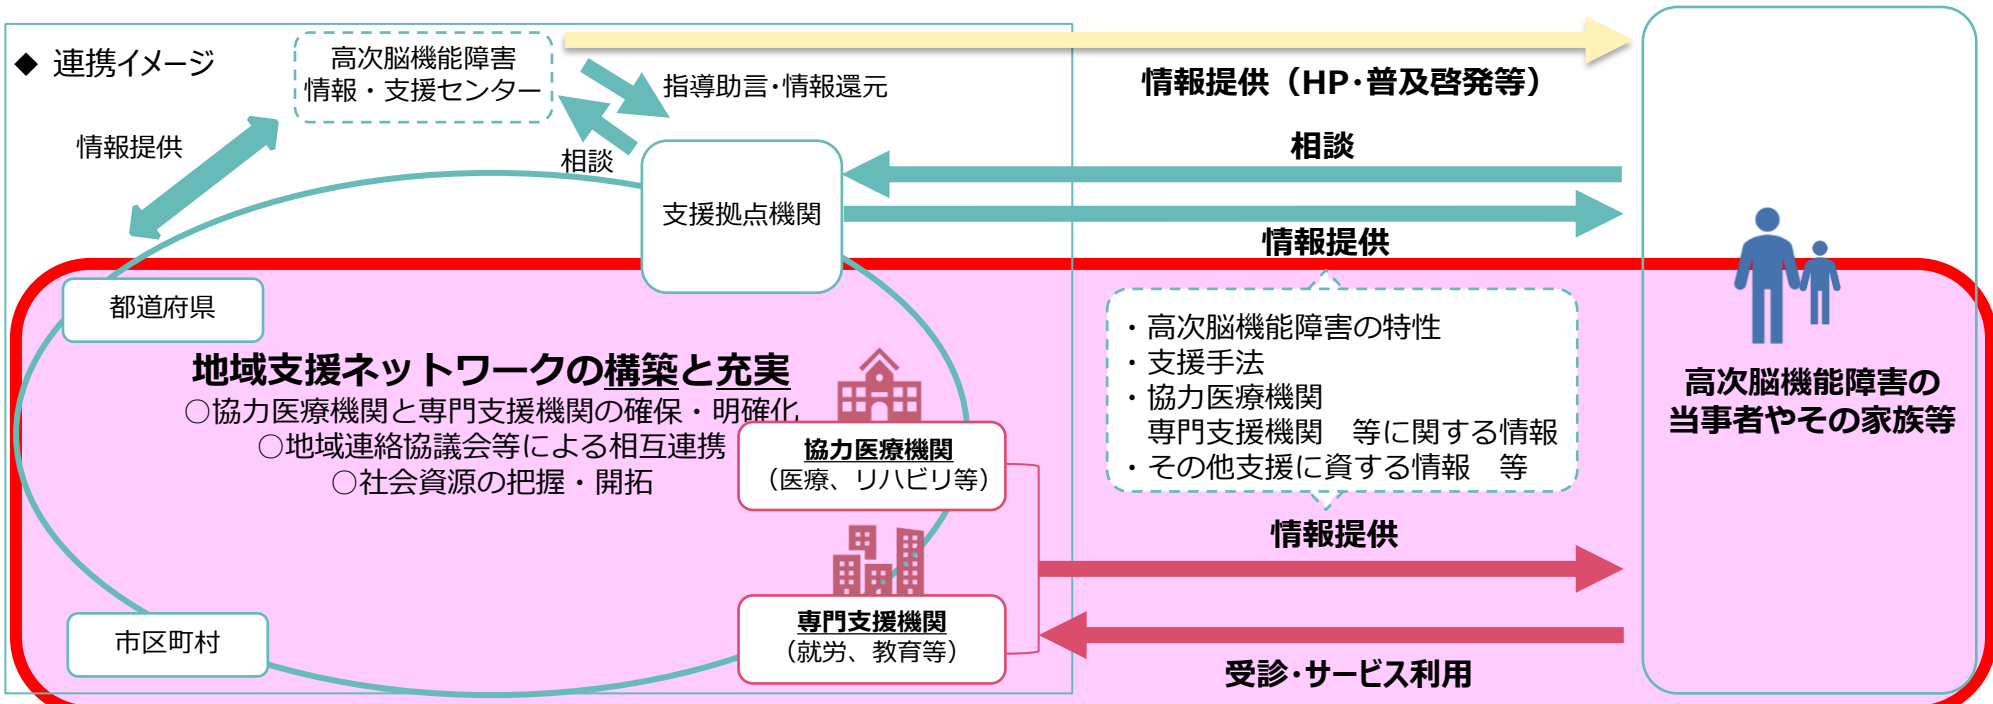 ◆ 連携イメージ
高次脳機能障害
情報・支援センター
指導助言・情報還元
情報提供
相談
支援拠点機関
情報提供（HP・普及啓発等）
相談
情報提供
都道府県
地域支援ネットワークの構築と充実
○協力医療機関と専門支援機関の確保・明確化
○地域連絡協議会等による相互連携
○社会資源の把握・開拓
協力医療機関
（医療、リハビリ等）
専門支援機関
（就労、教育等）
市区町村
・高次脳機能障害の特性
・支援手法
・協力医療機関
専門支援機関　等に関する情報
・その他支援に資する情報　等
情報提供
受診・サービス利用
高次脳機能障害の
当事者やその家族等